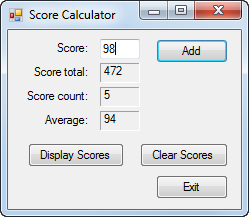 Score Calculator
Score: 98 Add
Score total: 472
Score count: 5
Average: 94
Display Scores Clear Scores
Exit